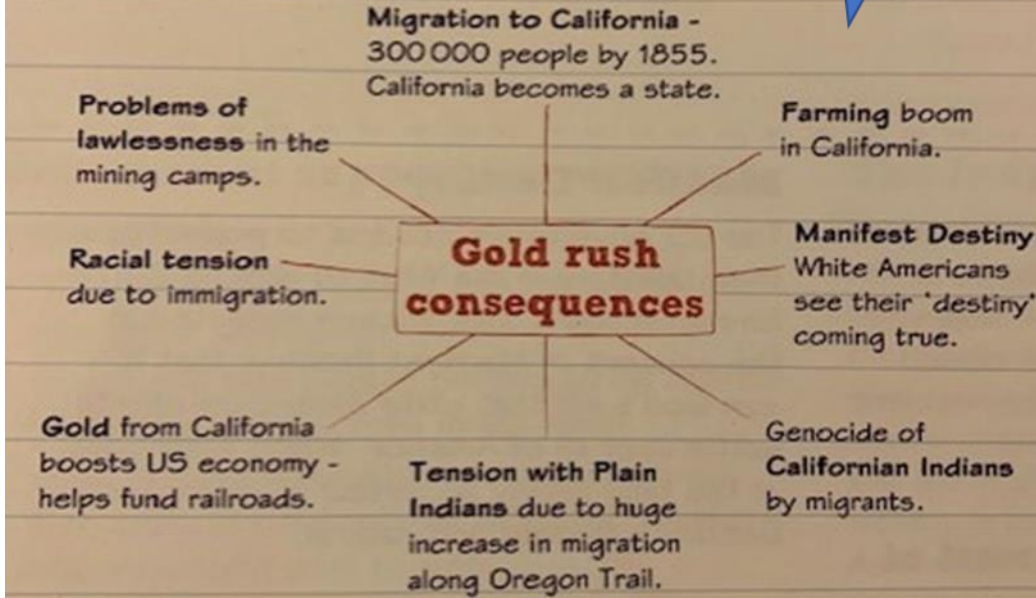 Migration to California -
300 000 people by 1855.
California becomes a state.
Problems of
lawlessness in the
mining camps.
Farming boom
in California.
Gold rush
consequences
Racial tension
due to immigration.
Manifest Destiny
White Americans
see their 'destiny'
coming true.
Gold from California
boosts US economy -
helps fund railroads.
Tension with Plain
Indians due to huge
increase in migration
along Oregon Trail.
Genocide of
Californian Indians
by migrants.